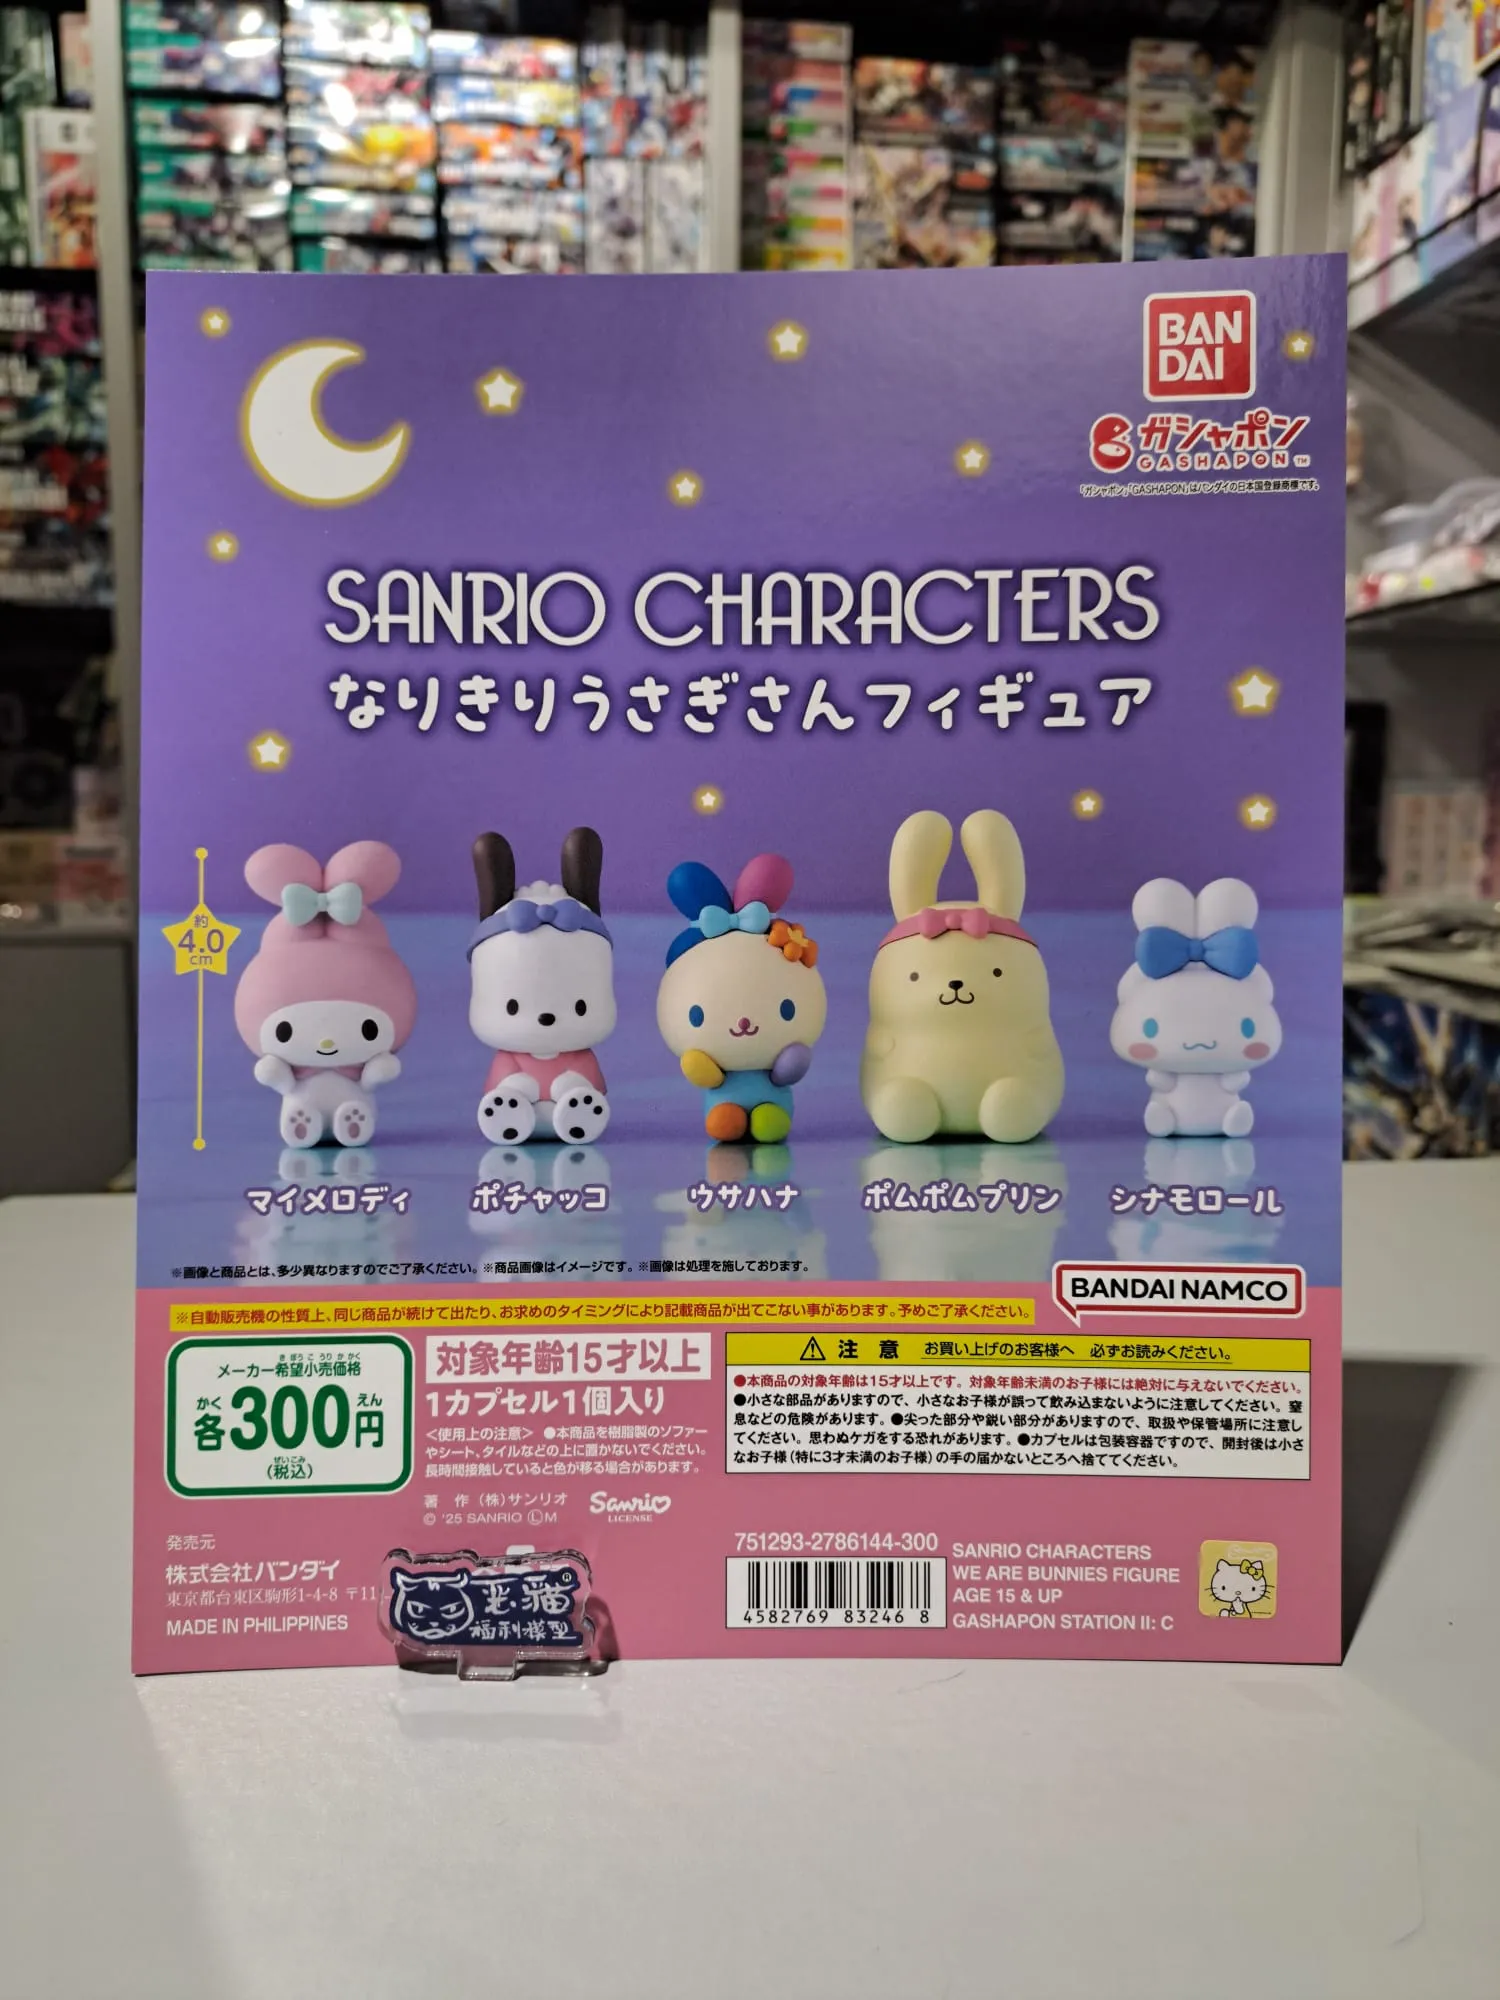 BAN
DAI
ガシャポン
GASHAPON™
「ガシャポン」「GASHAPON」はバンダイの日本国登録商標です。
SANRIO CHARACTERS
なりきりうさぎさんフィギュア
約
4.0
cm
マイメロディ
ポチャッコ
ウサハナ
ポムポムプリン
シナモロール
※画像と商品とは、多少異なりますのでご了承ください。※商品画像はイメージです。※画像は処理を施しております。
BANDAI NAMCO
※自動販売機の性質上、同じ商品が続けて出たり、お求めのタイミングにより記載商品が出てこない事があります。予めご了承ください。
きぼうこうりかかく
メーカー希望小売価格
かく えん
各300円
ぜいこみ
(税込)
対象年齢15才以上
1カプセル1個入り
<使用上の注意> ●本商品を樹脂製のソファー
やシート、タイルなどの上に置かないでください。
長時間接触していると色が移る場合があります。
著 作 (株)サンリオ
© '25 SANRIO ⓁM
Sanrio
LICENSE
注 意 お買い上げのお客様へ 必ずお読みください。
●本商品の対象年齢は15才以上です。対象年齢未満のお子様には絶対に与えないでください。
●小さな部品がありますので、小さなお子様が誤って飲み込まないように注意してください。窒
息などの危険があります。●尖った部分や鋭い部分がありますので、取扱や保管場所に注意し
てください。思わぬケガをする恐れがあります。●カプセルは包装容器ですので、開封後は小さ
なお子様(特に3才未満のお子様)の手の届かないところへ捨ててください。
発売元
株式会社バンダイ
東京都台東区駒形1-4-8 〒11
MADE IN PHILIPPINES
福利模型
751293-2786144-300
4582769 83246 8
SANRIO CHARACTERS
WE ARE BUNNIES FIGURE
AGE 15 & UP
GASHAPON STATION II: C